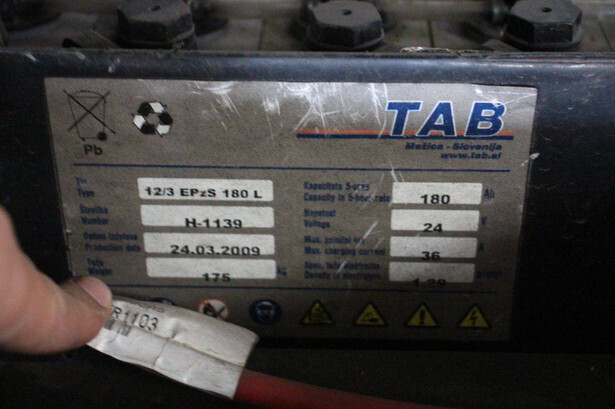 Pb
TAB
Mežica - Slovenija
www.tab.si
Tip
Type
12/3 EPzS 180 L
Številka
Number
H-1139
Datum izdelave
Production date
24.03.2009
Teža
Weight
175
kg
Kapaciteta 5-urna
Capacity in 5-hour rate
180
Ah
Napetost
Voltage
24
V
Max. polnilni tok
Max. charging current
36
A
Spec. teža elektrolita
Density of electrolyte
1.29
R1103